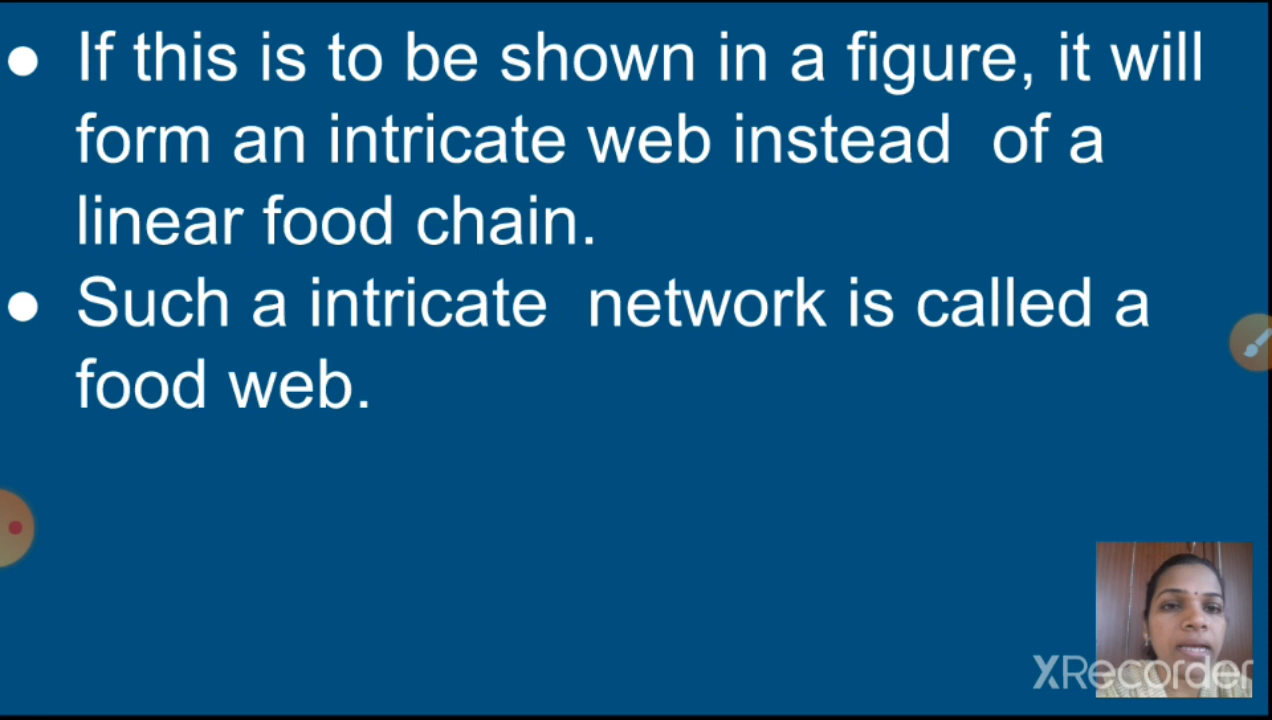 ● If this is to be shown in a figure, it will
form an intricate web instead of a
linear food chain.
● Such a intricate network is called a
food web.
XRecorder